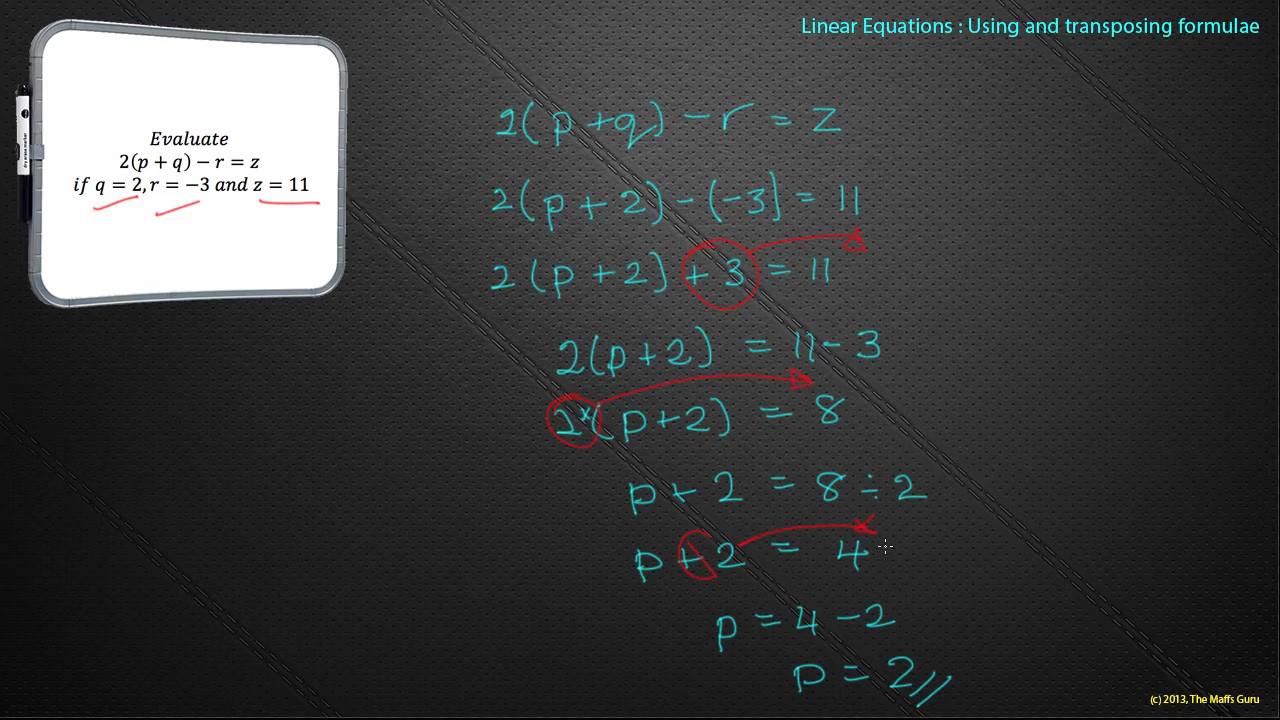 Linear Equations : Using and transposing formulae
Evaluate
2(p + q) − r = z
if q = 2, r = −3 and z = 11
2(p+q) - r = z
2(p+2) - (-3) = 11
2(p+2) + 3 = 11
2(p+2) = 11 - 3
2×(p+2) = 8
p + 2 = 8 ÷ 2
p + 2 = 4
p = 4 - 2
p = 2//
(c) 2013, The Maffs Guru